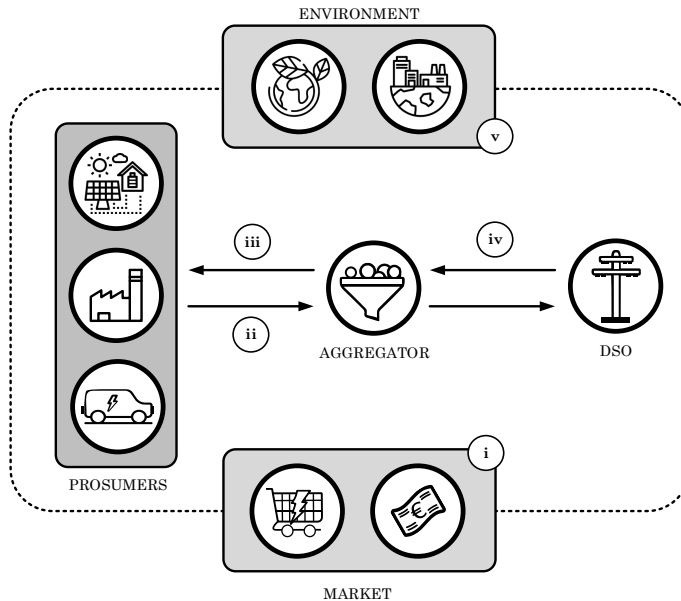 ENVIRONMENT
v
iii
iv
ii
AGGREGATOR
DSO
i
PROSUMERS
€
MARKET